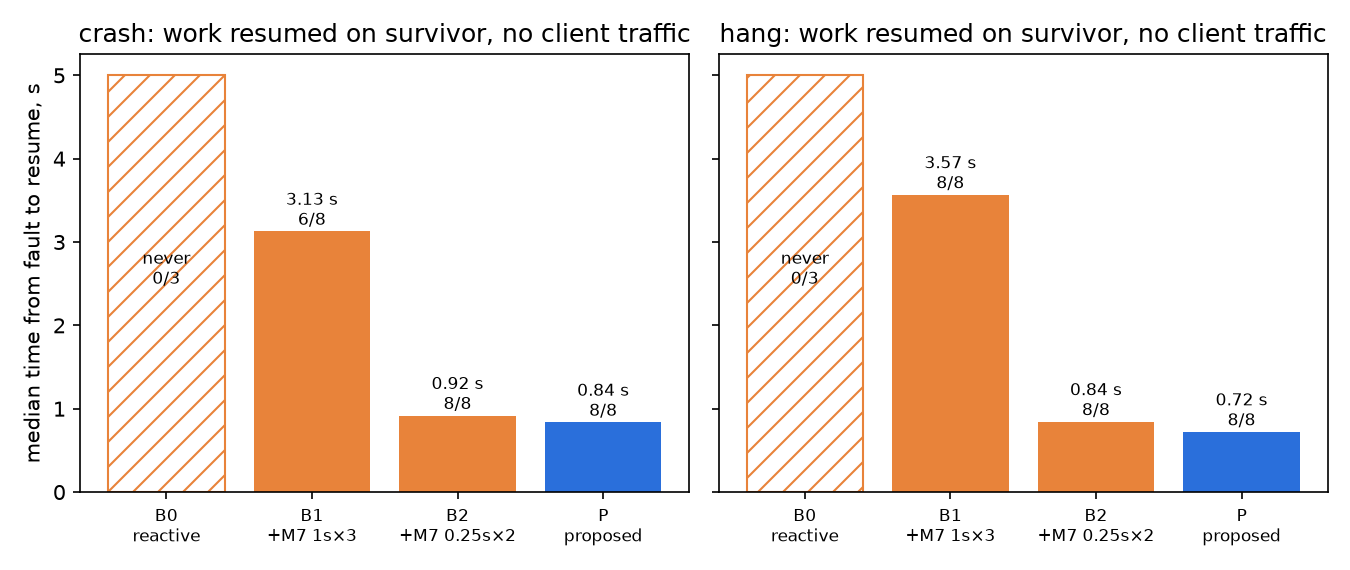 crash: work resumed on survivor, no client traffic
median time from fault to resume, s
5
4
3
2
1
0
never
0/3
3.13 s
6/8
0.92 s
8/8
0.84 s
8/8
B0
reactive
B1
+M7 1s×3
B2
+M7 0.25s×2
P
proposed
hang: work resumed on survivor, no client traffic
never
0/3
3.57 s
8/8
0.84 s
8/8
0.72 s
8/8
B0
reactive
B1
+M7 1s×3
B2
+M7 0.25s×2
P
proposed